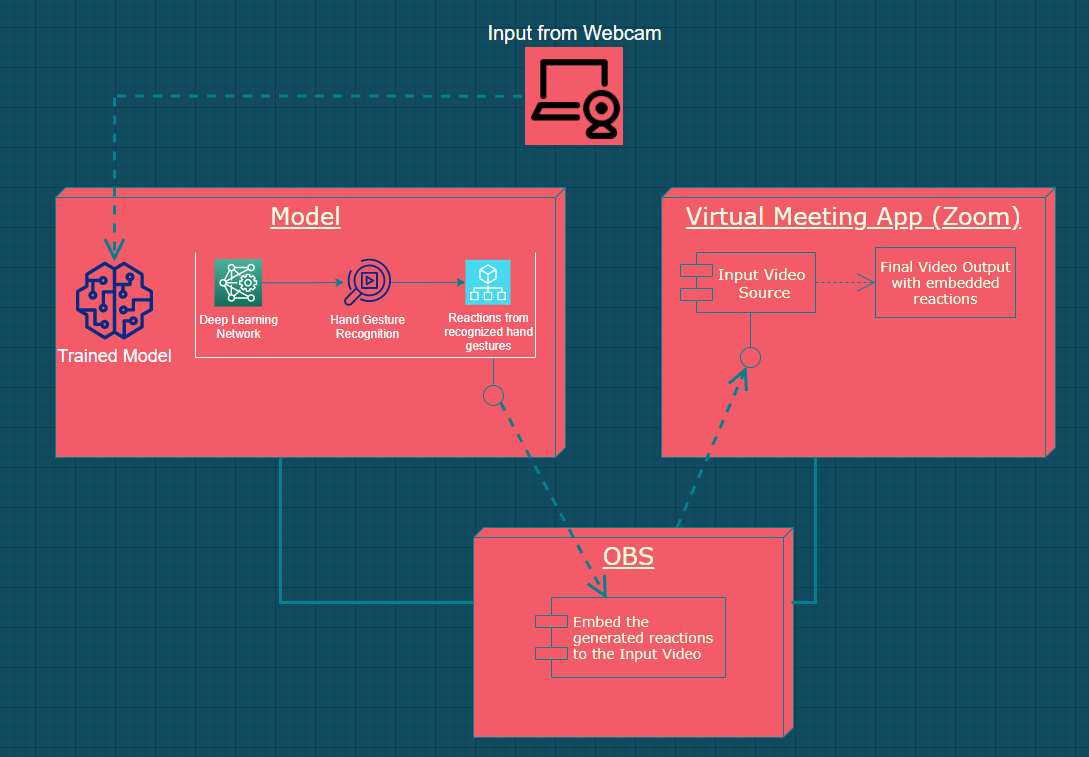 Input from Webcam
Model
Trained Model
Deep Learning
Network
Hand Gesture
Recognition
Reactions from
recognized hand
gestures
Virtual Meeting App (Zoom)
Input Video
Source
Final Video Output
with embedded
reactions
OBS
Embed the
generated reactions
to the Input Video